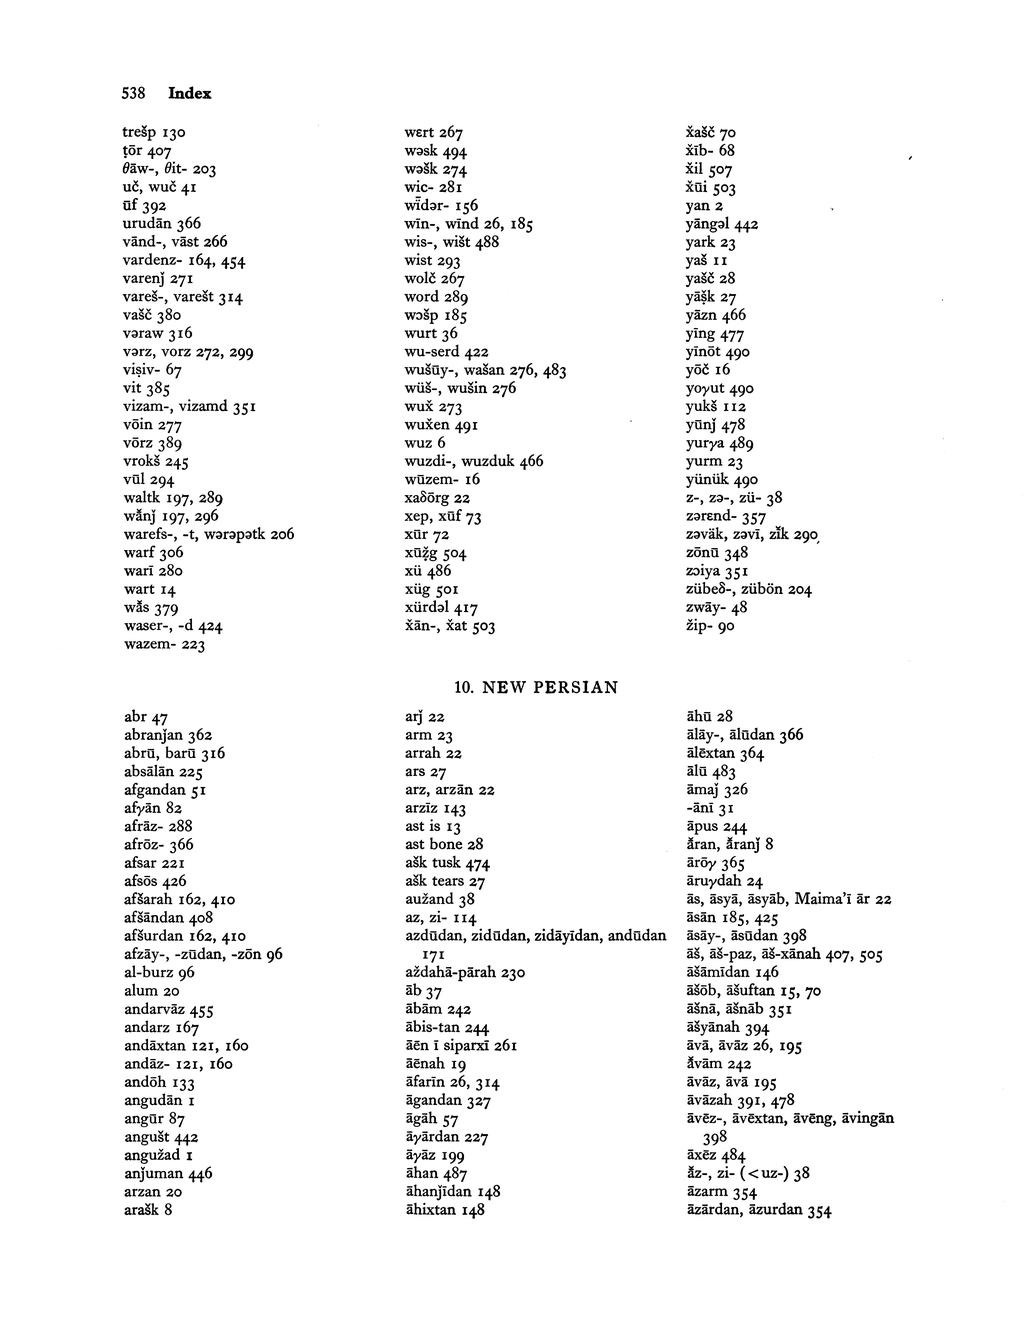 538 Index
trešp 130
ṭōr 407
θāw-, θit- 203
uč, wuč 41
ūf 392
urudān 366
vānd-, vāst 266
vardenz- 164, 454
varenǰ 271
vareš-, varešt 314
vašč 380
vəraw 316
vərz, vorz 272, 299
viṣiv- 67
vit 385
vizam-, vizamd 351
vōin 277
vōrz 389
vrokš 245
vūl 294
waltk 197, 289
wānǰ 197, 296
warefs-, -t, wərəpətk 206
warf 306
warī 280
wart 14
wās 379
waser-, -d 424
wazem- 223
wɛrt 267
wəsk 494
wəšk 274
wic- 281
wīdər- 156
wīn-, wīnd 26, 185
wis-, wišt 488
wist 293
wolč 267
word 289
wɔšp 185
wurt 36
wu-serd 422
wušūy-, wašan 276, 483
wüš-, wušin 276
wux̌ 273
wux̌en 491
wuz 6
wuzdi-, wuzduk 466
wūzem- 16
xaδōrg 22
xep, xūf 73
xūr 72
xūẓ̌g 504
xü 486
xüg 501
xürdəl 417
x̌ān-, x̌at 503
x̌ašč 70
x̌īb- 68
x̌il 507
x̌ūi 503
yan 2
yāngəl 442
yark 23
yaš 11
yašč 28
yāṣ̌k 27
yāzn 466
yīng 477
yīnōt 490
yōč 16
yoγut 490
yukš 112
yūnǰ 478
yurγa 489
yurm 23
yünük 490
z-, zə-, zü- 38
zərɛnd- 357
zəväk, zəvī, zīk 290
zōnū 348
zɔiya 351
zübeδ-, zübön 204
zwāy- 48
žip- 90
10. NEW PERSIAN
abr 47
abranǰan 362
abrū, barū 316
absālān 225
afgandan 51
afγān 82
afrāz- 288
afrōz- 366
afsar 221
afsōs 426
afšarah 162, 410
afšāndan 408
afšurdan 162, 410
afzāy-, -zūdan, -zōn 96
al-burz 96
alum 20
andarvāz 455
andarz 167
andāxtan 121, 160
andāz- 121, 160
andōh 133
angudān 1
angūr 87
angušt 442
angužad 1
anǰuman 446
arzan 20
arašk 8
arǰ 22
arm 23
arrah 22
ars 27
arz, arzān 22
arzīz 143
ast is 13
ast bone 28
ašk tusk 474
ašk tears 27
aužand 38
az, zi- 114
azdūdan, zidūdan, zidāyīdan, andūdan
171
aždahā-pārah 230
āb 37
ābām 242
ābis-tan 244
āēn ī siparxī 261
āēnah 19
āfarīn 26, 314
āgandan 327
āgāh 57
āγārdan 227
āγāz 199
āhan 487
āhanǰīdan 148
āhixtan 148
āhū 28
ālāy-, ālūdan 366
ālēxtan 364
ālū 483
āmaǰ 326
-ānī 31
āpus 244
ā̆ran, ā̆ranǰ 8
ārōγ 365
āruγdah 24
ās, āsyā, āsyāb, Maima'ī ār 22
āsān 185, 425
āsāy-, āsūdan 398
āš, āš-paz, āš-xānah 407, 505
āšāmīdan 146
āšōb, āšuftan 15, 70
āšnā, āšnāb 351
āšyānah 394
āvā, āvāz 26, 195
ā̆vām 242
āvāz, āvā 195
āvāzah 391, 478
āvēz-, āvēxtan, āvēng, āvingān
398
āxēz 484
ā̆z-, zi- (<uz-) 38
āzarm 354
āzārdan, āzurdan 354